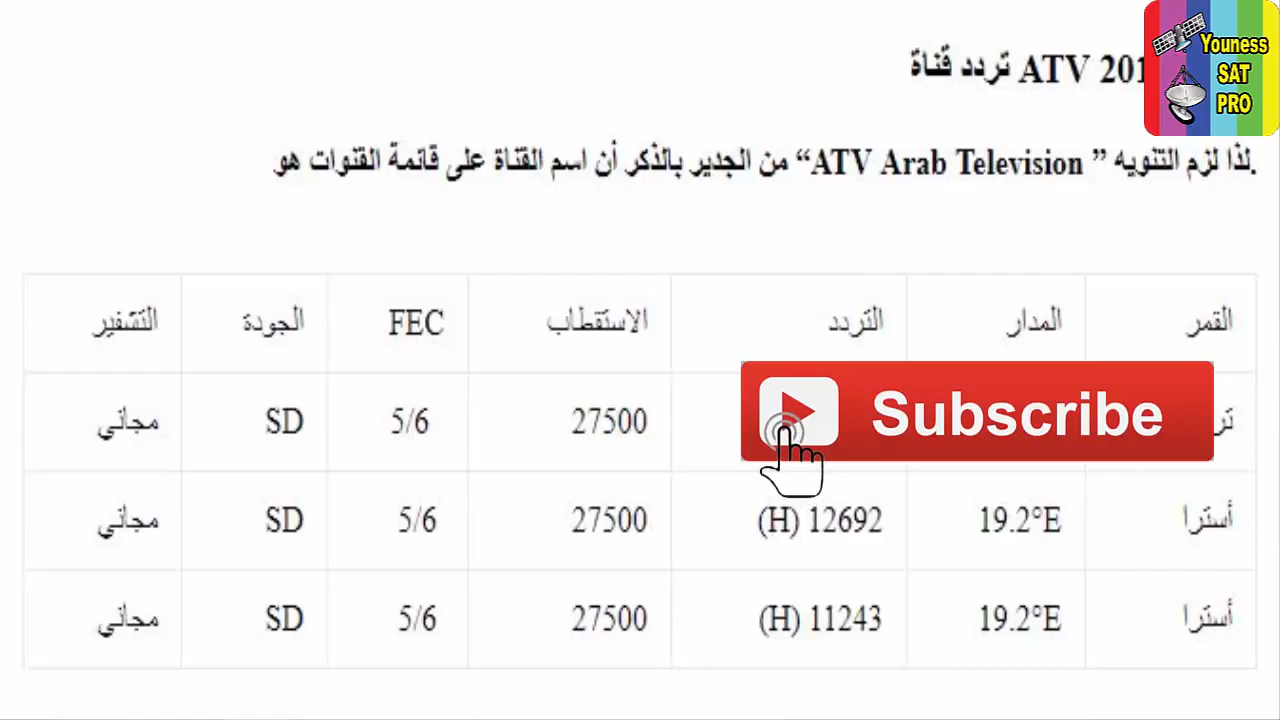 تردد قناة ATV 201
Youness
SAT
PRO
.لذا لزم التنويه ” ATV Arab Television“ من الجدير بالذكر أن اسم القناة على قائمة القنوات هو
القمر المدار التردد الاستقطاب FEC الجودة التشفير
27500 5/6 SD مجاني
Subscribe
أسترا 19.2°E 12692 (H) 27500 5/6 SD مجاني
أسترا 19.2°E 11243 (H) 27500 5/6 SD مجاني